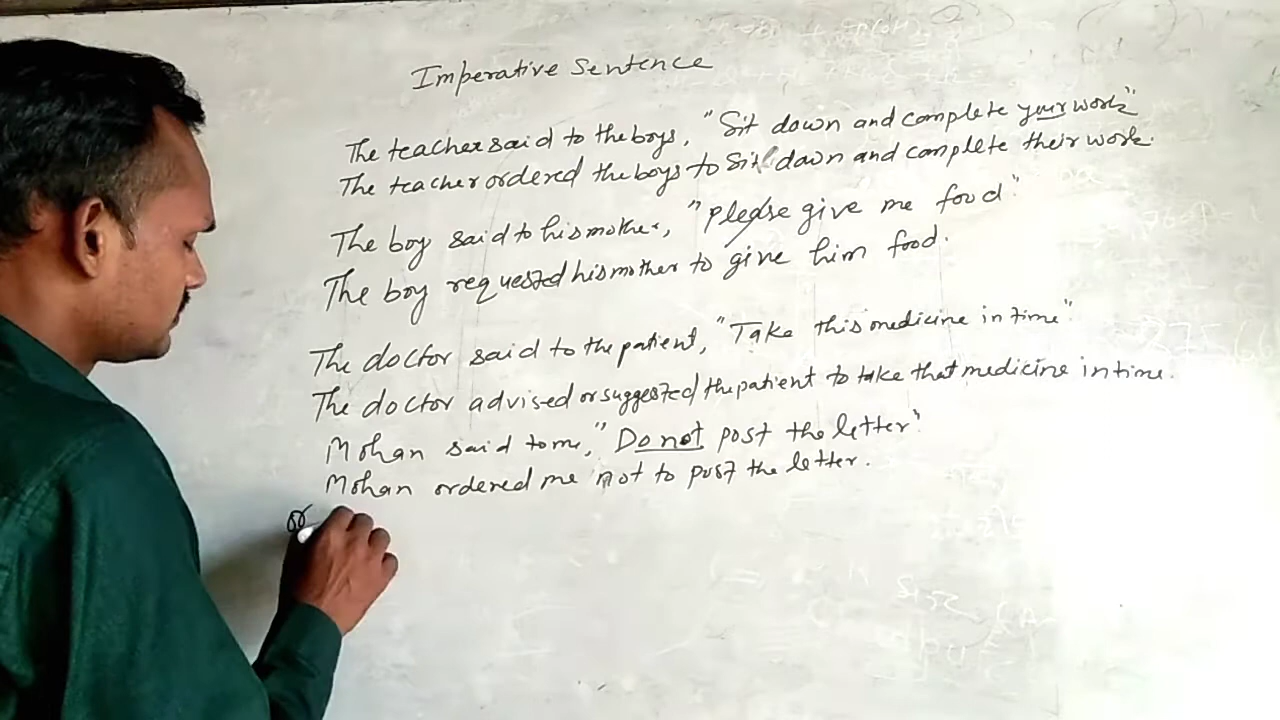 Imperative Sentence
The teacher said to the boys, "Sit down and complete your work"
The teacher ordered the boys to Sit down and complete their work.
The boy said to his mother, "please give me food"
The boy requested his mother to give him food.
The doctor said to the patient, "Take this medicine in time"
The doctor advised or suggested the patient to take that medicine in time.
Mohan said to me, "Do not post the letter"
Mohan ordered me not to post the letter.
or